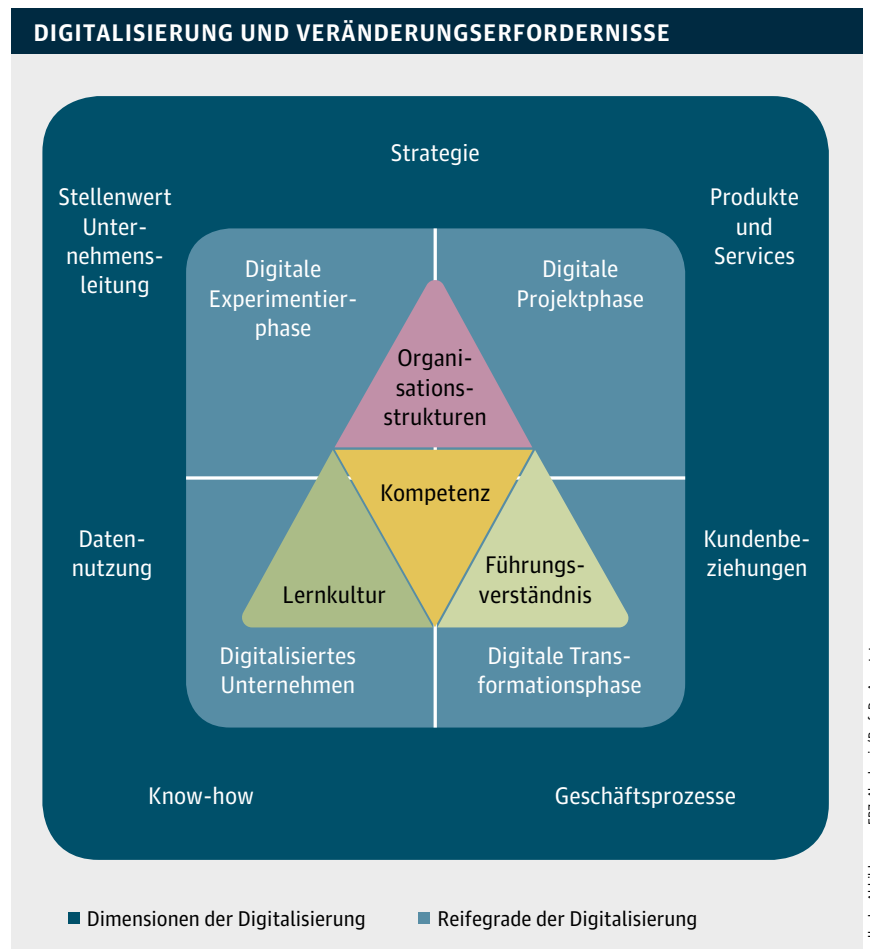 DIGITALISIERUNG UND VERÄNDERUNGSERFORDERNISSE
Strategie
Stellenwert
Unter-
nehmens-
leitung
Produkte
und
Services
Digitale
Experimentier-
phase
Digitale
Projektphase
Organi-
sations-
strukturen
Kompetenz
Daten-
nutzung
Kundenbe-
ziehungen
Lernkultur
Führungs-
verständnis
Digitalisiertes
Unternehmen
Digitale Trans-
formationsphase
Know-how
Geschäftsprozesse
Dimensionen der Digitalisierung
Reifegrade der Digitalisierung